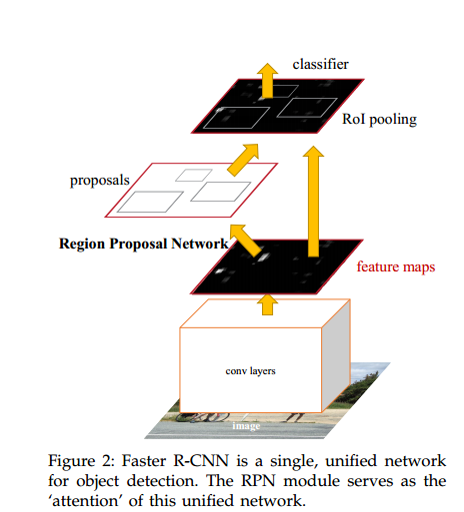 classifier
RoI pooling
proposals
Region Proposal Network
feature maps
conv layers
image
Figure 2: Faster R-CNN is a single, unified network
for object detection. The RPN module serves as the
‘attention’ of this unified network.